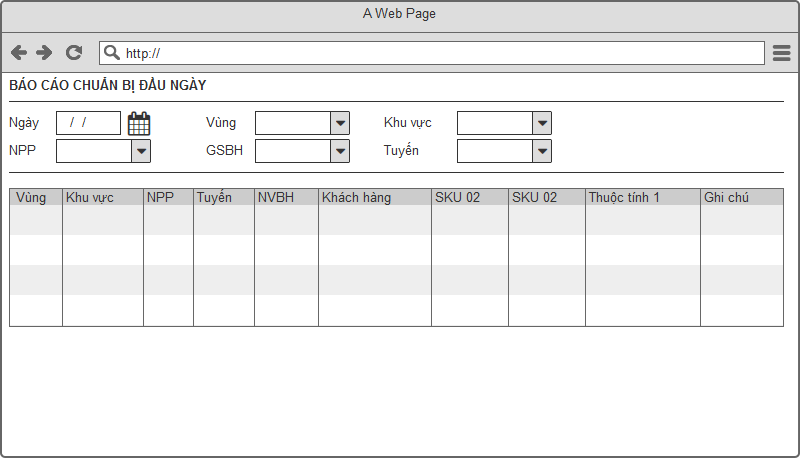 A Web Page
http://
BÁO CÁO CHUẨN BỊ ĐẦU NGÀY
Ngày / / Vùng Khu vực
NPP GSBH Tuyến
Vùng Khu vực NPP Tuyến NVBH Khách hàng SKU 02 SKU 02 Thuộc tính 1 Ghi chú